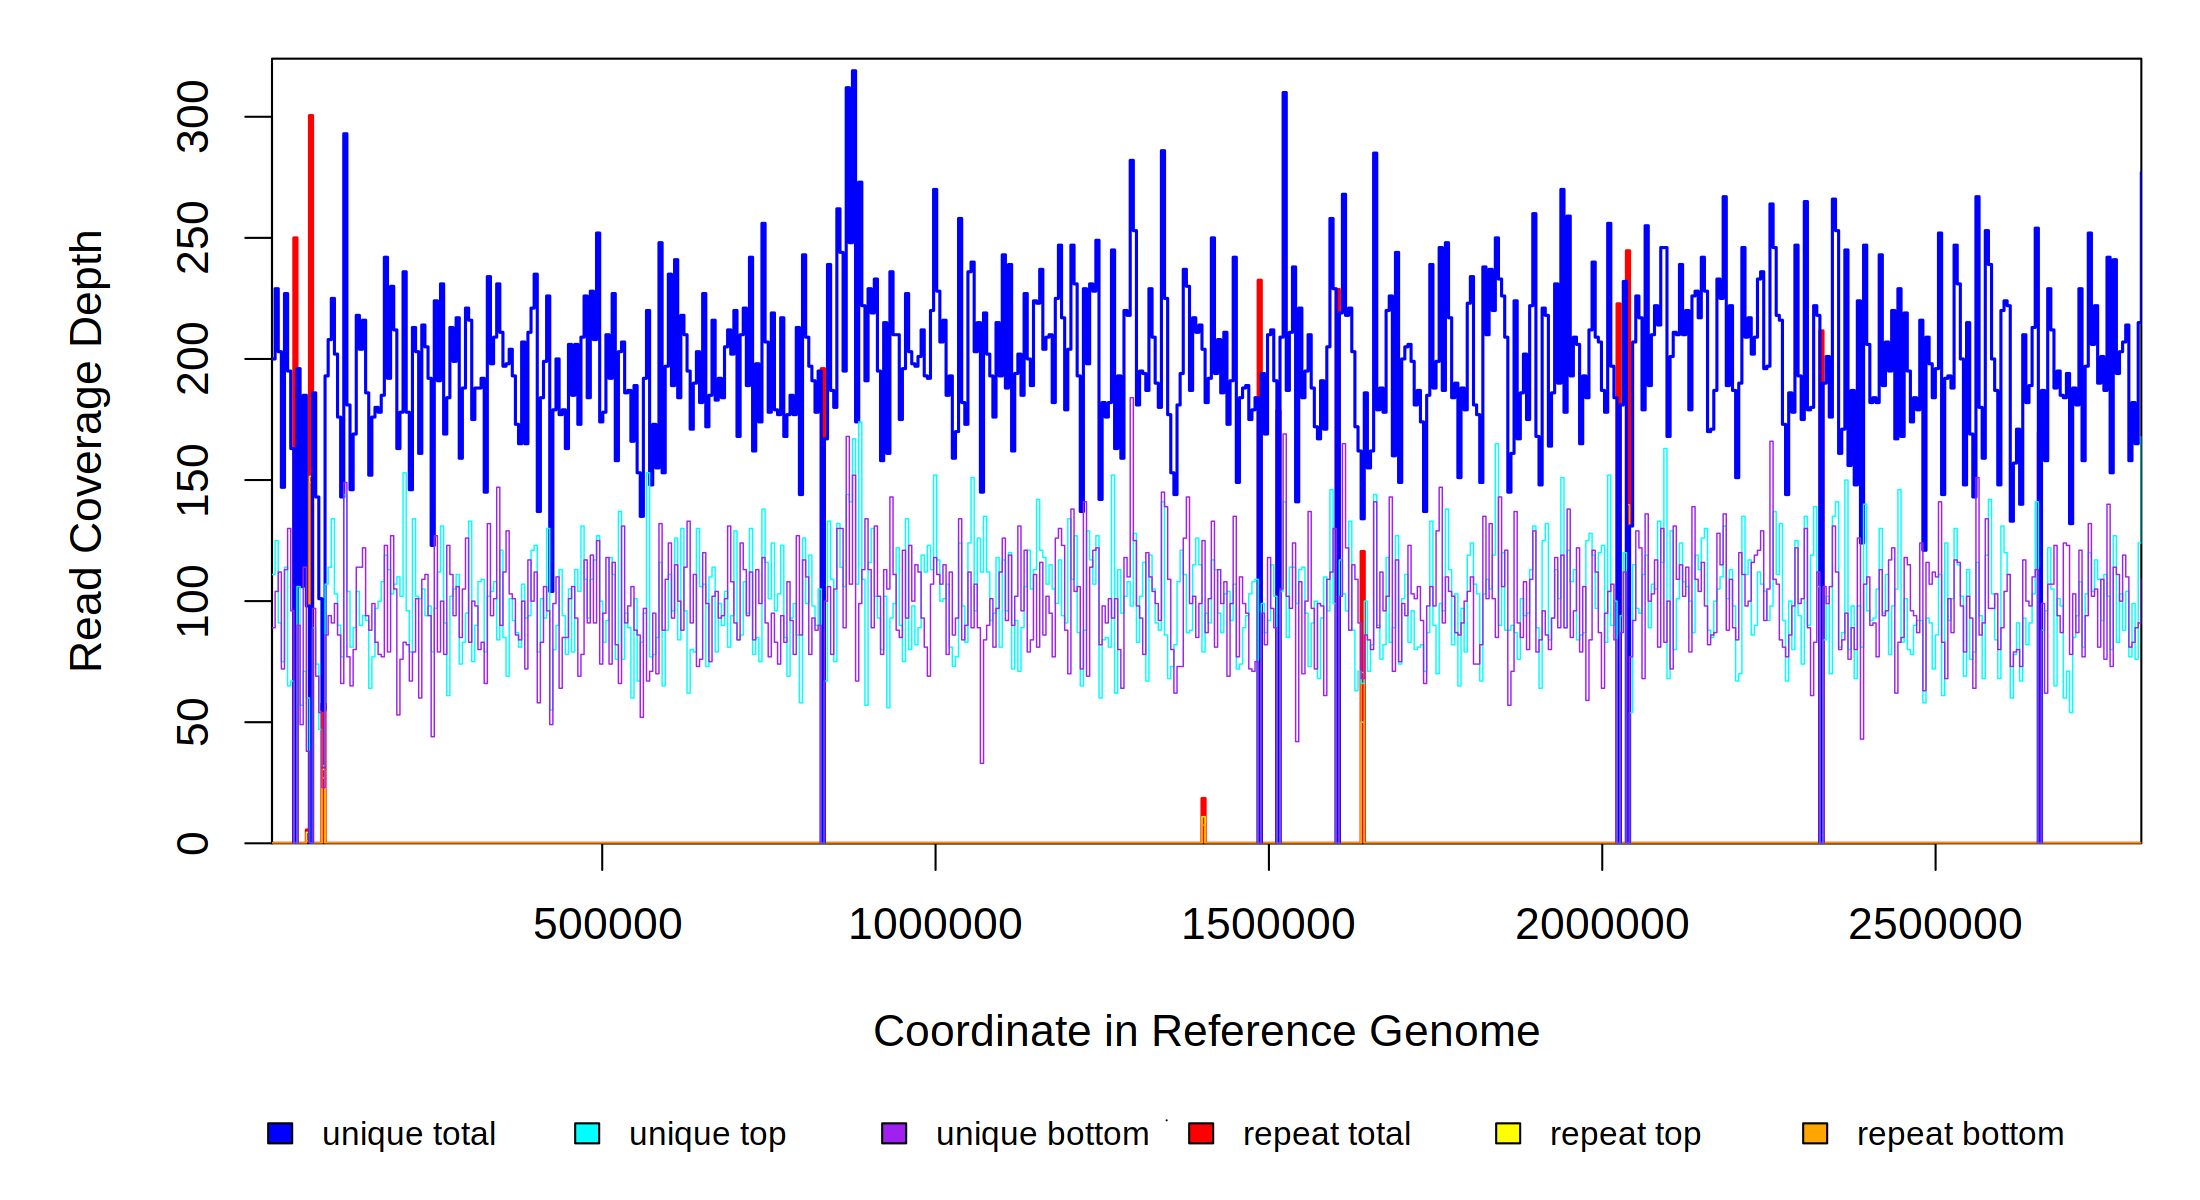 Read Coverage Depth
300
250
200
150
100
50
0
500000 1000000 1500000 2000000 2500000
Coordinate in Reference Genome
unique total unique top unique bottom repeat total repeat top repeat bottom